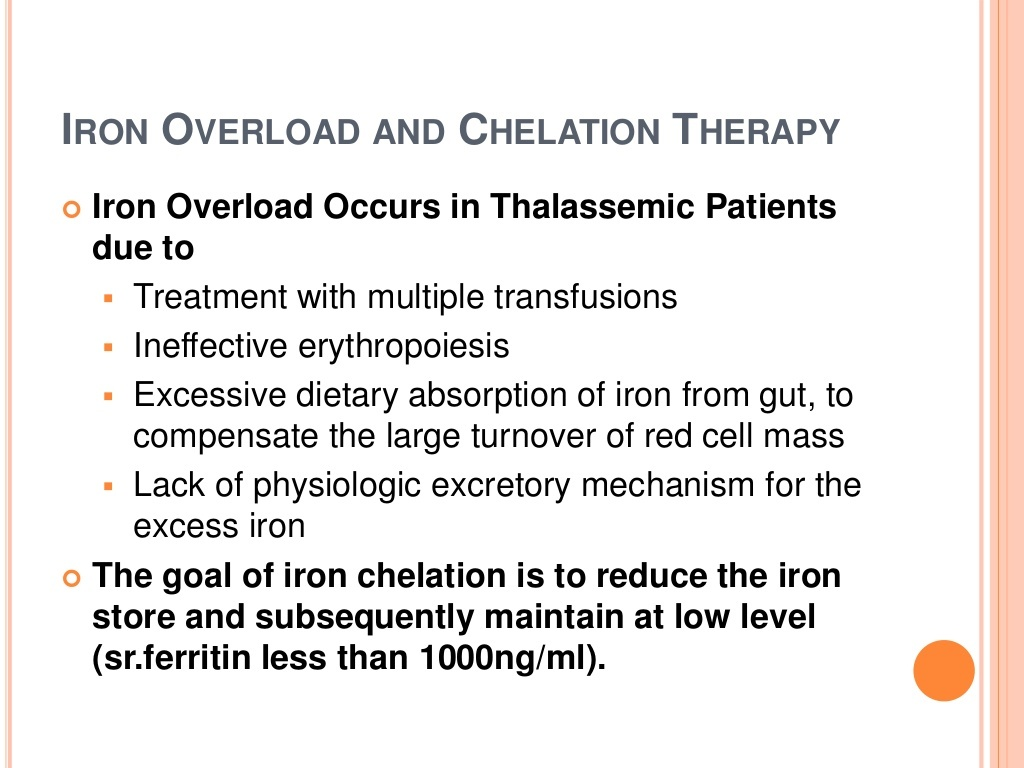 IRON OVERLOAD AND CHELATION THERAPY
Iron Overload Occurs in Thalassemic Patients
due to
Treatment with multiple transfusions
Ineffective erythropoiesis
Excessive dietary absorption of iron from gut, to
compensate the large turnover of red cell mass
Lack of physiologic excretory mechanism for the
excess iron
The goal of iron chelation is to reduce the iron
store and subsequently maintain at low level
(sr.ferritin less than 1000ng/ml).